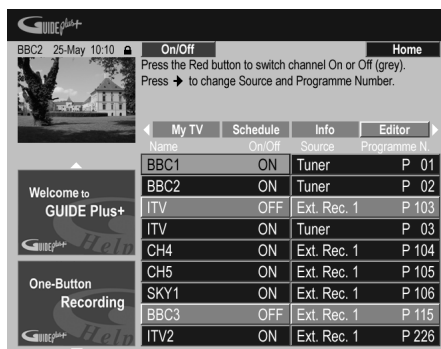 GUIDE plus+
BBC2 25-May 10:10 On/Off Home
Press the Red button to switch channel On or Off (grey).
Press → to change Source and Programme Number.
My TV Schedule Info Editor
Name On/Off Source Programme N.
BBC1 ON Tuner P 01
BBC2 ON Tuner P 02
ITV OFF Ext. Rec. 1 P 103
ITV ON Tuner P 03
CH4 ON Ext. Rec. 1 P 104
CH5 ON Ext. Rec. 1 P 105
SKY1 ON Ext. Rec. 1 P 106
BBC3 OFF Ext. Rec. 1 P 115
ITV2 ON Ext. Rec. 1 P 226
Welcome to
GUIDE Plus+
GUIDE plus+ Help
One-Button
Recording
GUIDE plus+ Help